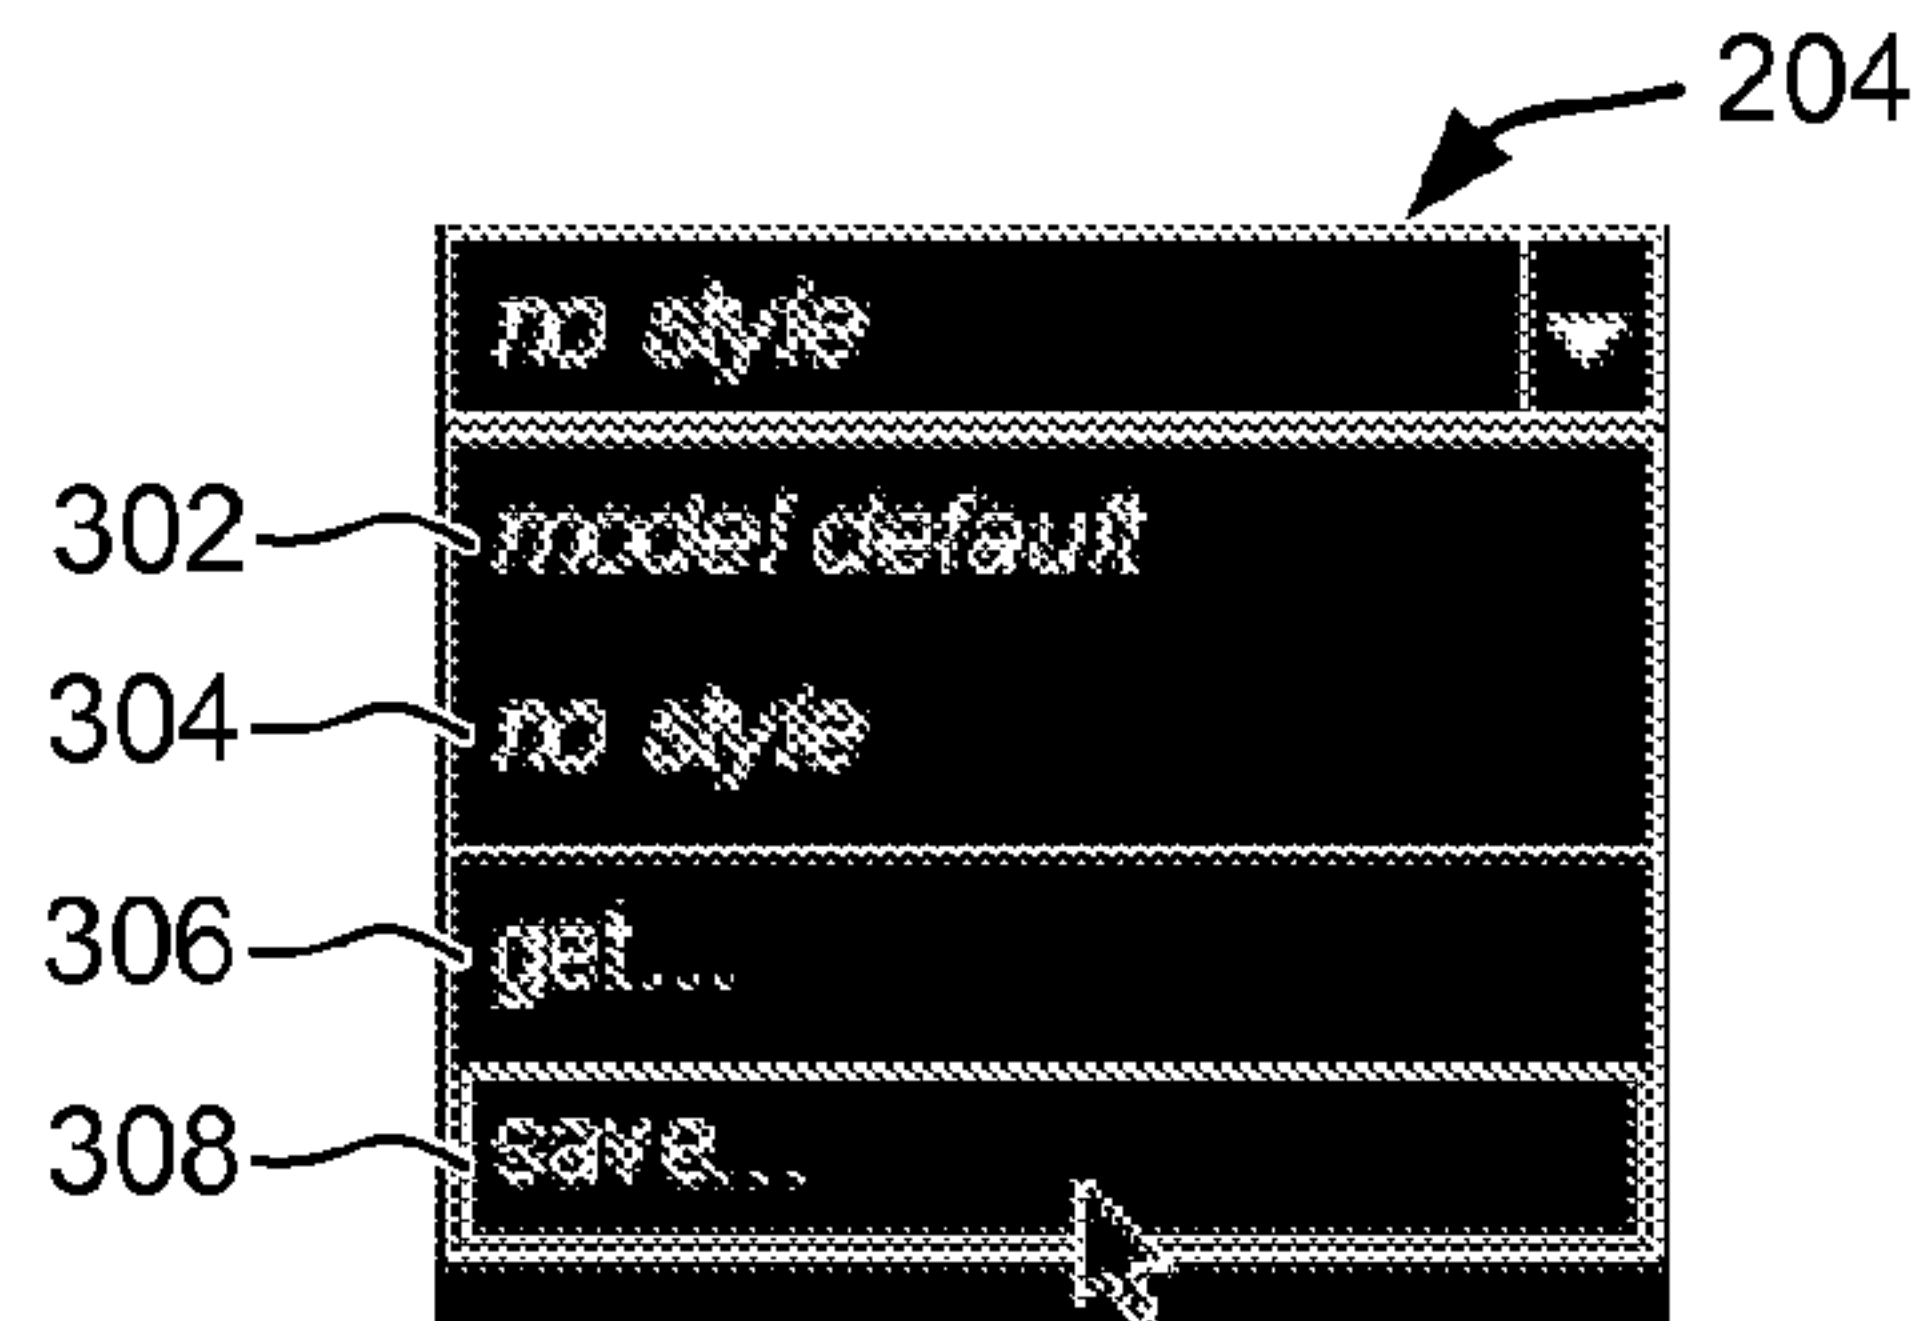 204
no style
302 model default
304 no style
306 get...
308 save...